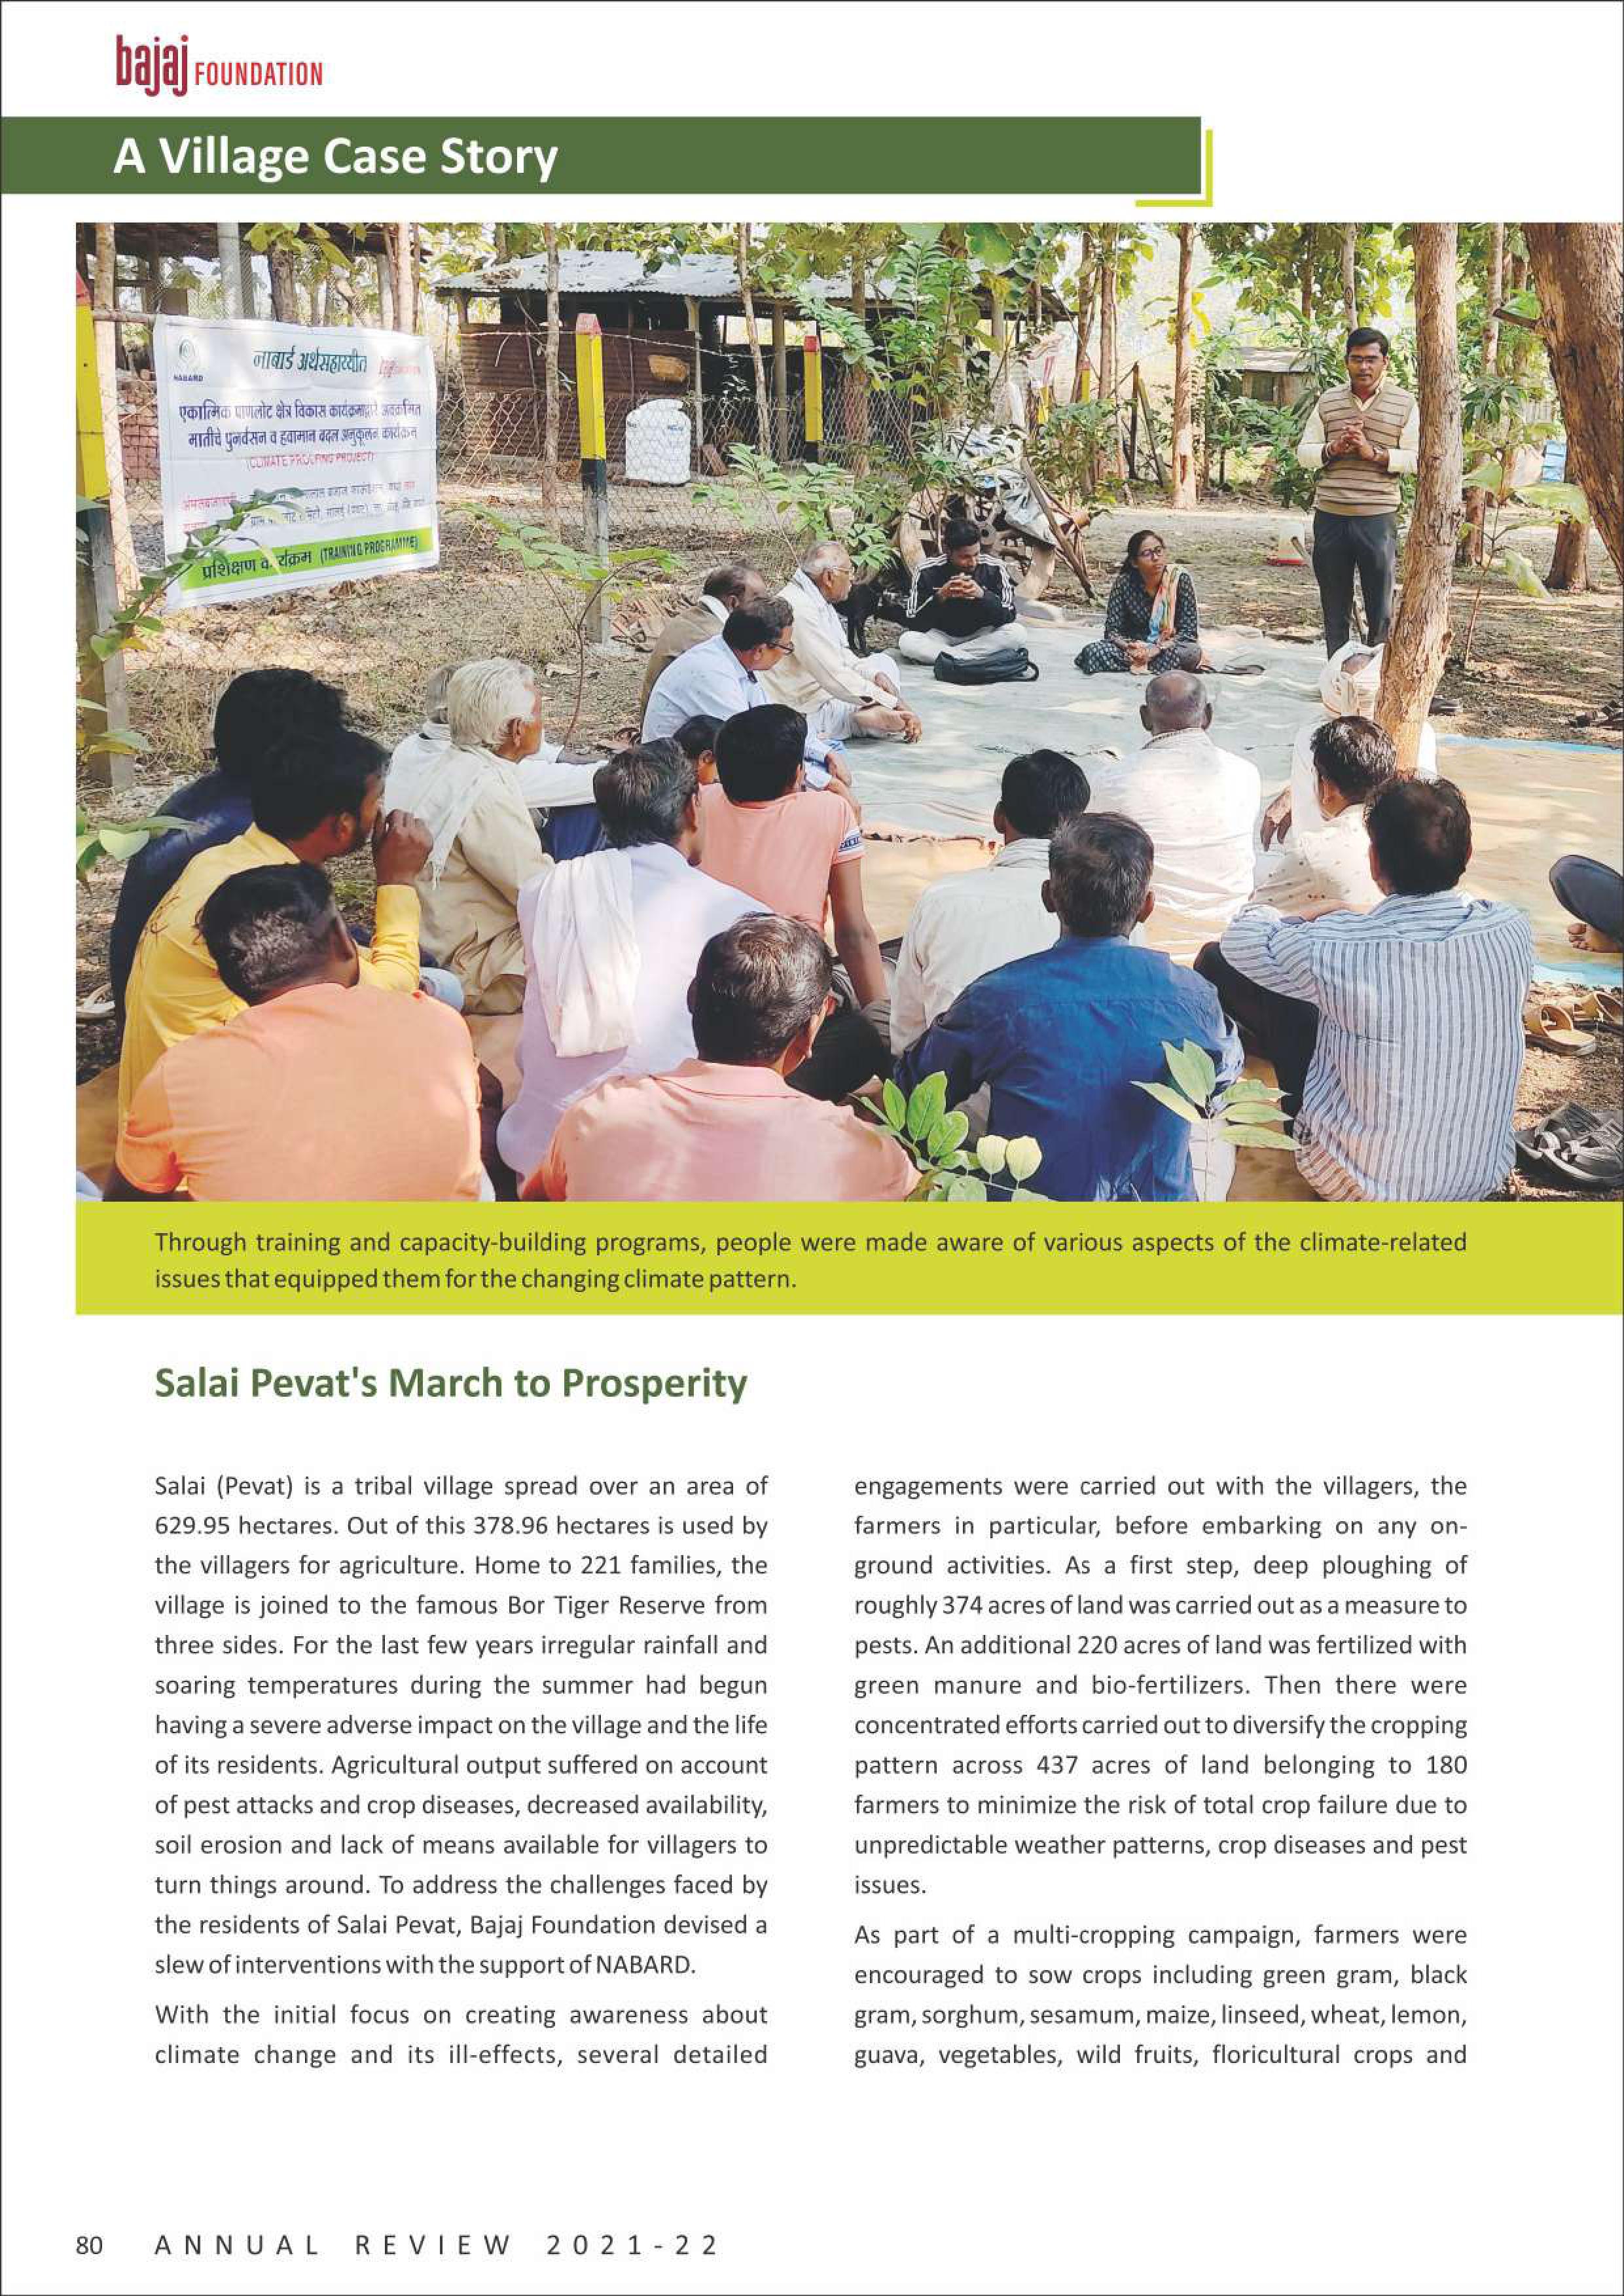 bajaj FOUNDATION
A Village Case Story
नाबार्ड अर्थसहाय्यीत
NABARD
एकात्मिक पाणलोट क्षेत्र विकास कार्यक्रमाद्वारे अवक्रमित
मातीचे पुनर्वसन व हवामान बदल अनुकूलन कार्यक्रम
(CLIMATE PROOFING PROJECT)
प्रशिक्षण (TRAINING PROGRAMME)
Through training and capacity-building programs, people were made aware of various aspects of the climate-related
issues that equipped them for the changing climate pattern.
Salai Pevat's March to Prosperity
Salai (Pevat) is a tribal village spread over an area of
629.95 hectares. Out of this 378.96 hectares is used by
the villagers for agriculture. Home to 221 families, the
village is joined to the famous Bor Tiger Reserve from
three sides. For the last few years irregular rainfall and
soaring temperatures during the summer had begun
having a severe adverse impact on the village and the life
of its residents. Agricultural output suffered on account
of pest attacks and crop diseases, decreased availability,
soil erosion and lack of means available for villagers to
turn things around. To address the challenges faced by
the residents of Salai Pevat, Bajaj Foundation devised a
slew of interventions with the support of NABARD.
With the initial focus on creating awareness about
climate change and its ill-effects, several detailed
engagements were carried out with the villagers, the
farmers in particular, before embarking on any on-
ground activities. As a first step, deep ploughing of
roughly 374 acres of land was carried out as a measure to
pests. An additional 220 acres of land was fertilized with
green manure and bio-fertilizers. Then there were
concentrated efforts carried out to diversify the cropping
pattern across 437 acres of land belonging to 180
farmers to minimize the risk of total crop failure due to
unpredictable weather patterns, crop diseases and pest
issues.
As part of a multi-cropping campaign, farmers were
encouraged to sow crops including green gram, black
gram, sorghum, sesamum, maize, linseed, wheat, lemon,
guava, vegetables, wild fruits, floricultural crops and
80 ANNUAL REVIEW 2021-22